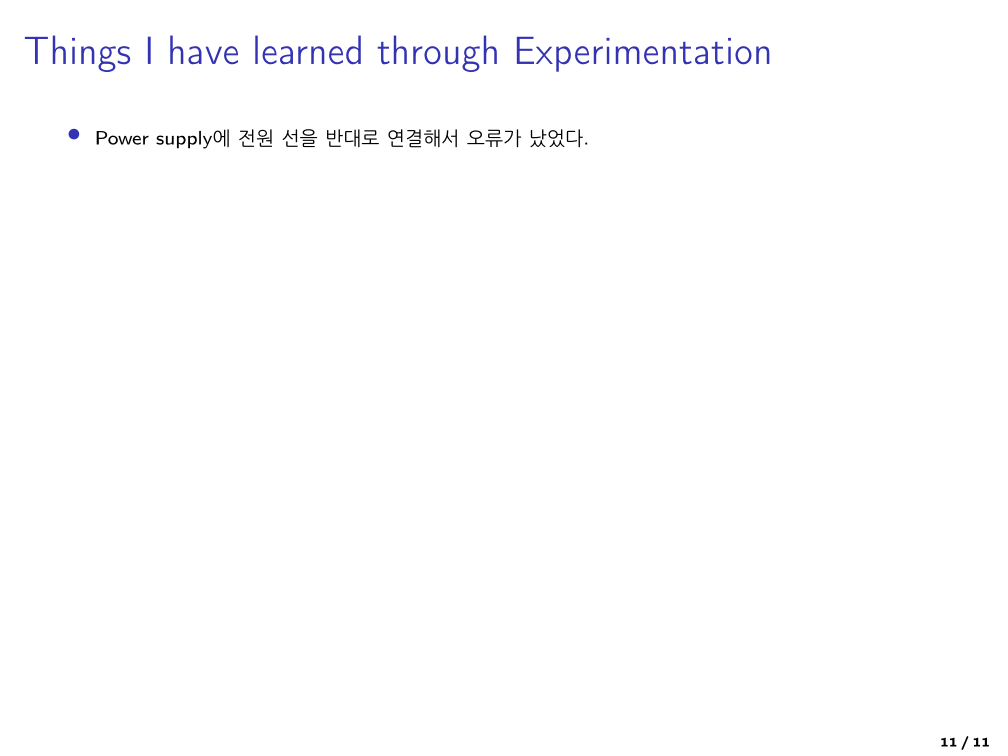 Things I have learned through Experimentation
• Power supply에 전원 선을 반대로 연결해서 오류가 났었다.
11 / 11